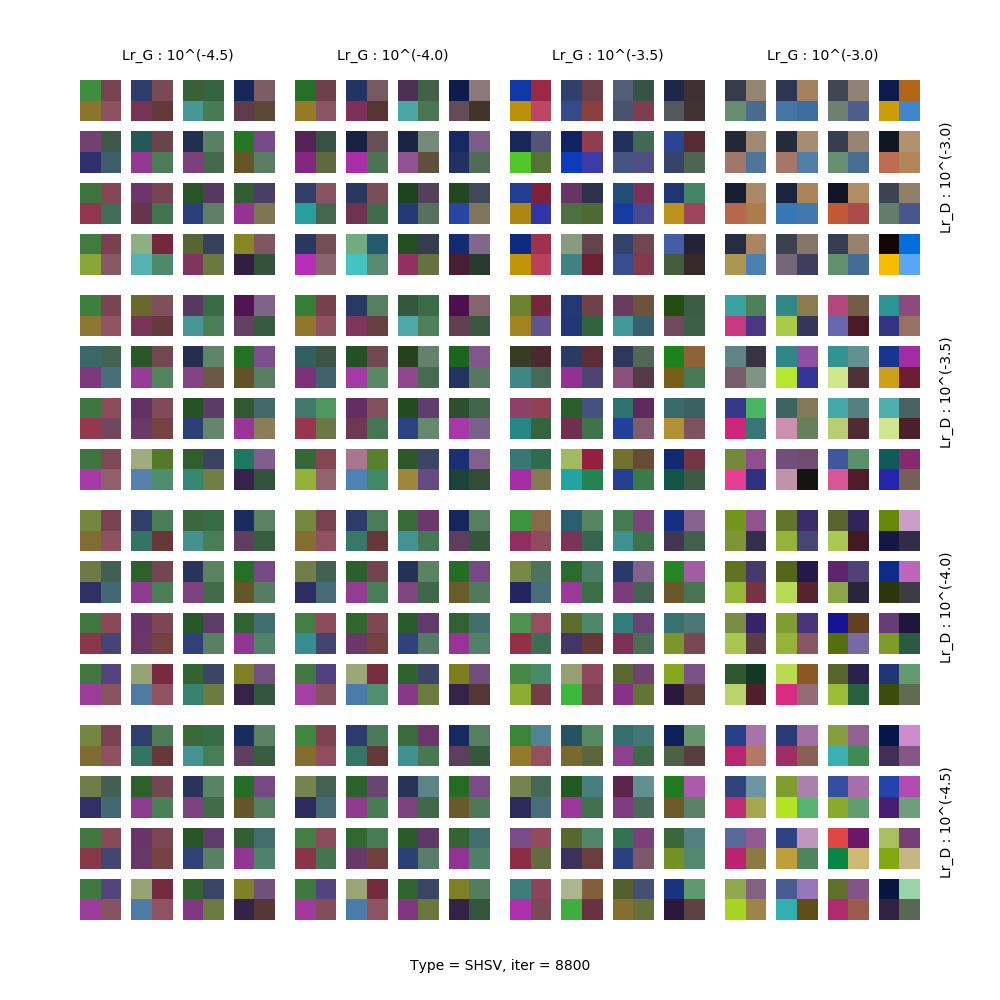 Lr_G : 10^(-4.5)
Lr_G : 10^(-4.0)
Lr_G : 10^(-3.5)
Lr_G : 10^(-3.0)
Lr_D : 10^(-3.0)
Lr_D : 10^(-3.5)
Lr_D : 10^(-4.0)
Lr_D : 10^(-4.5)
Type = SHSV, iter = 8800